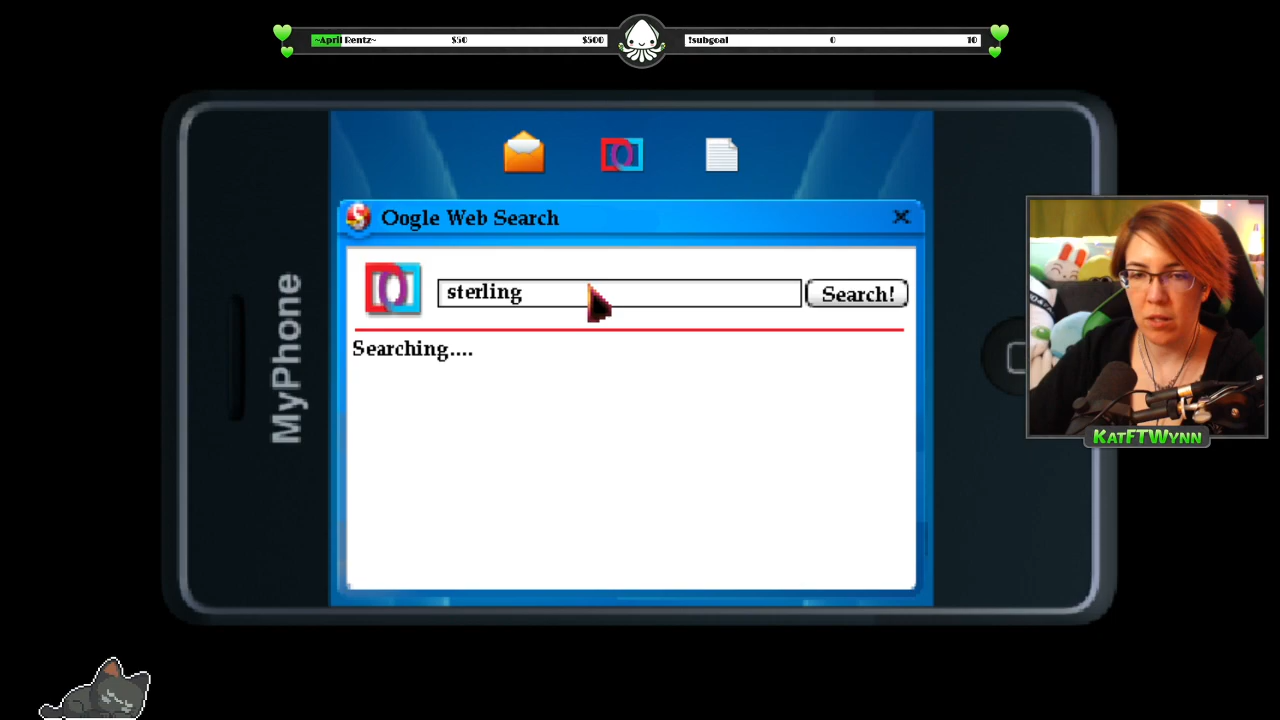 ~April Rentz~ $50 $500
!subgoal 0 10
Oogle Web Search
sterling
Search!
Searching....
MyPhone
KatFTWynn